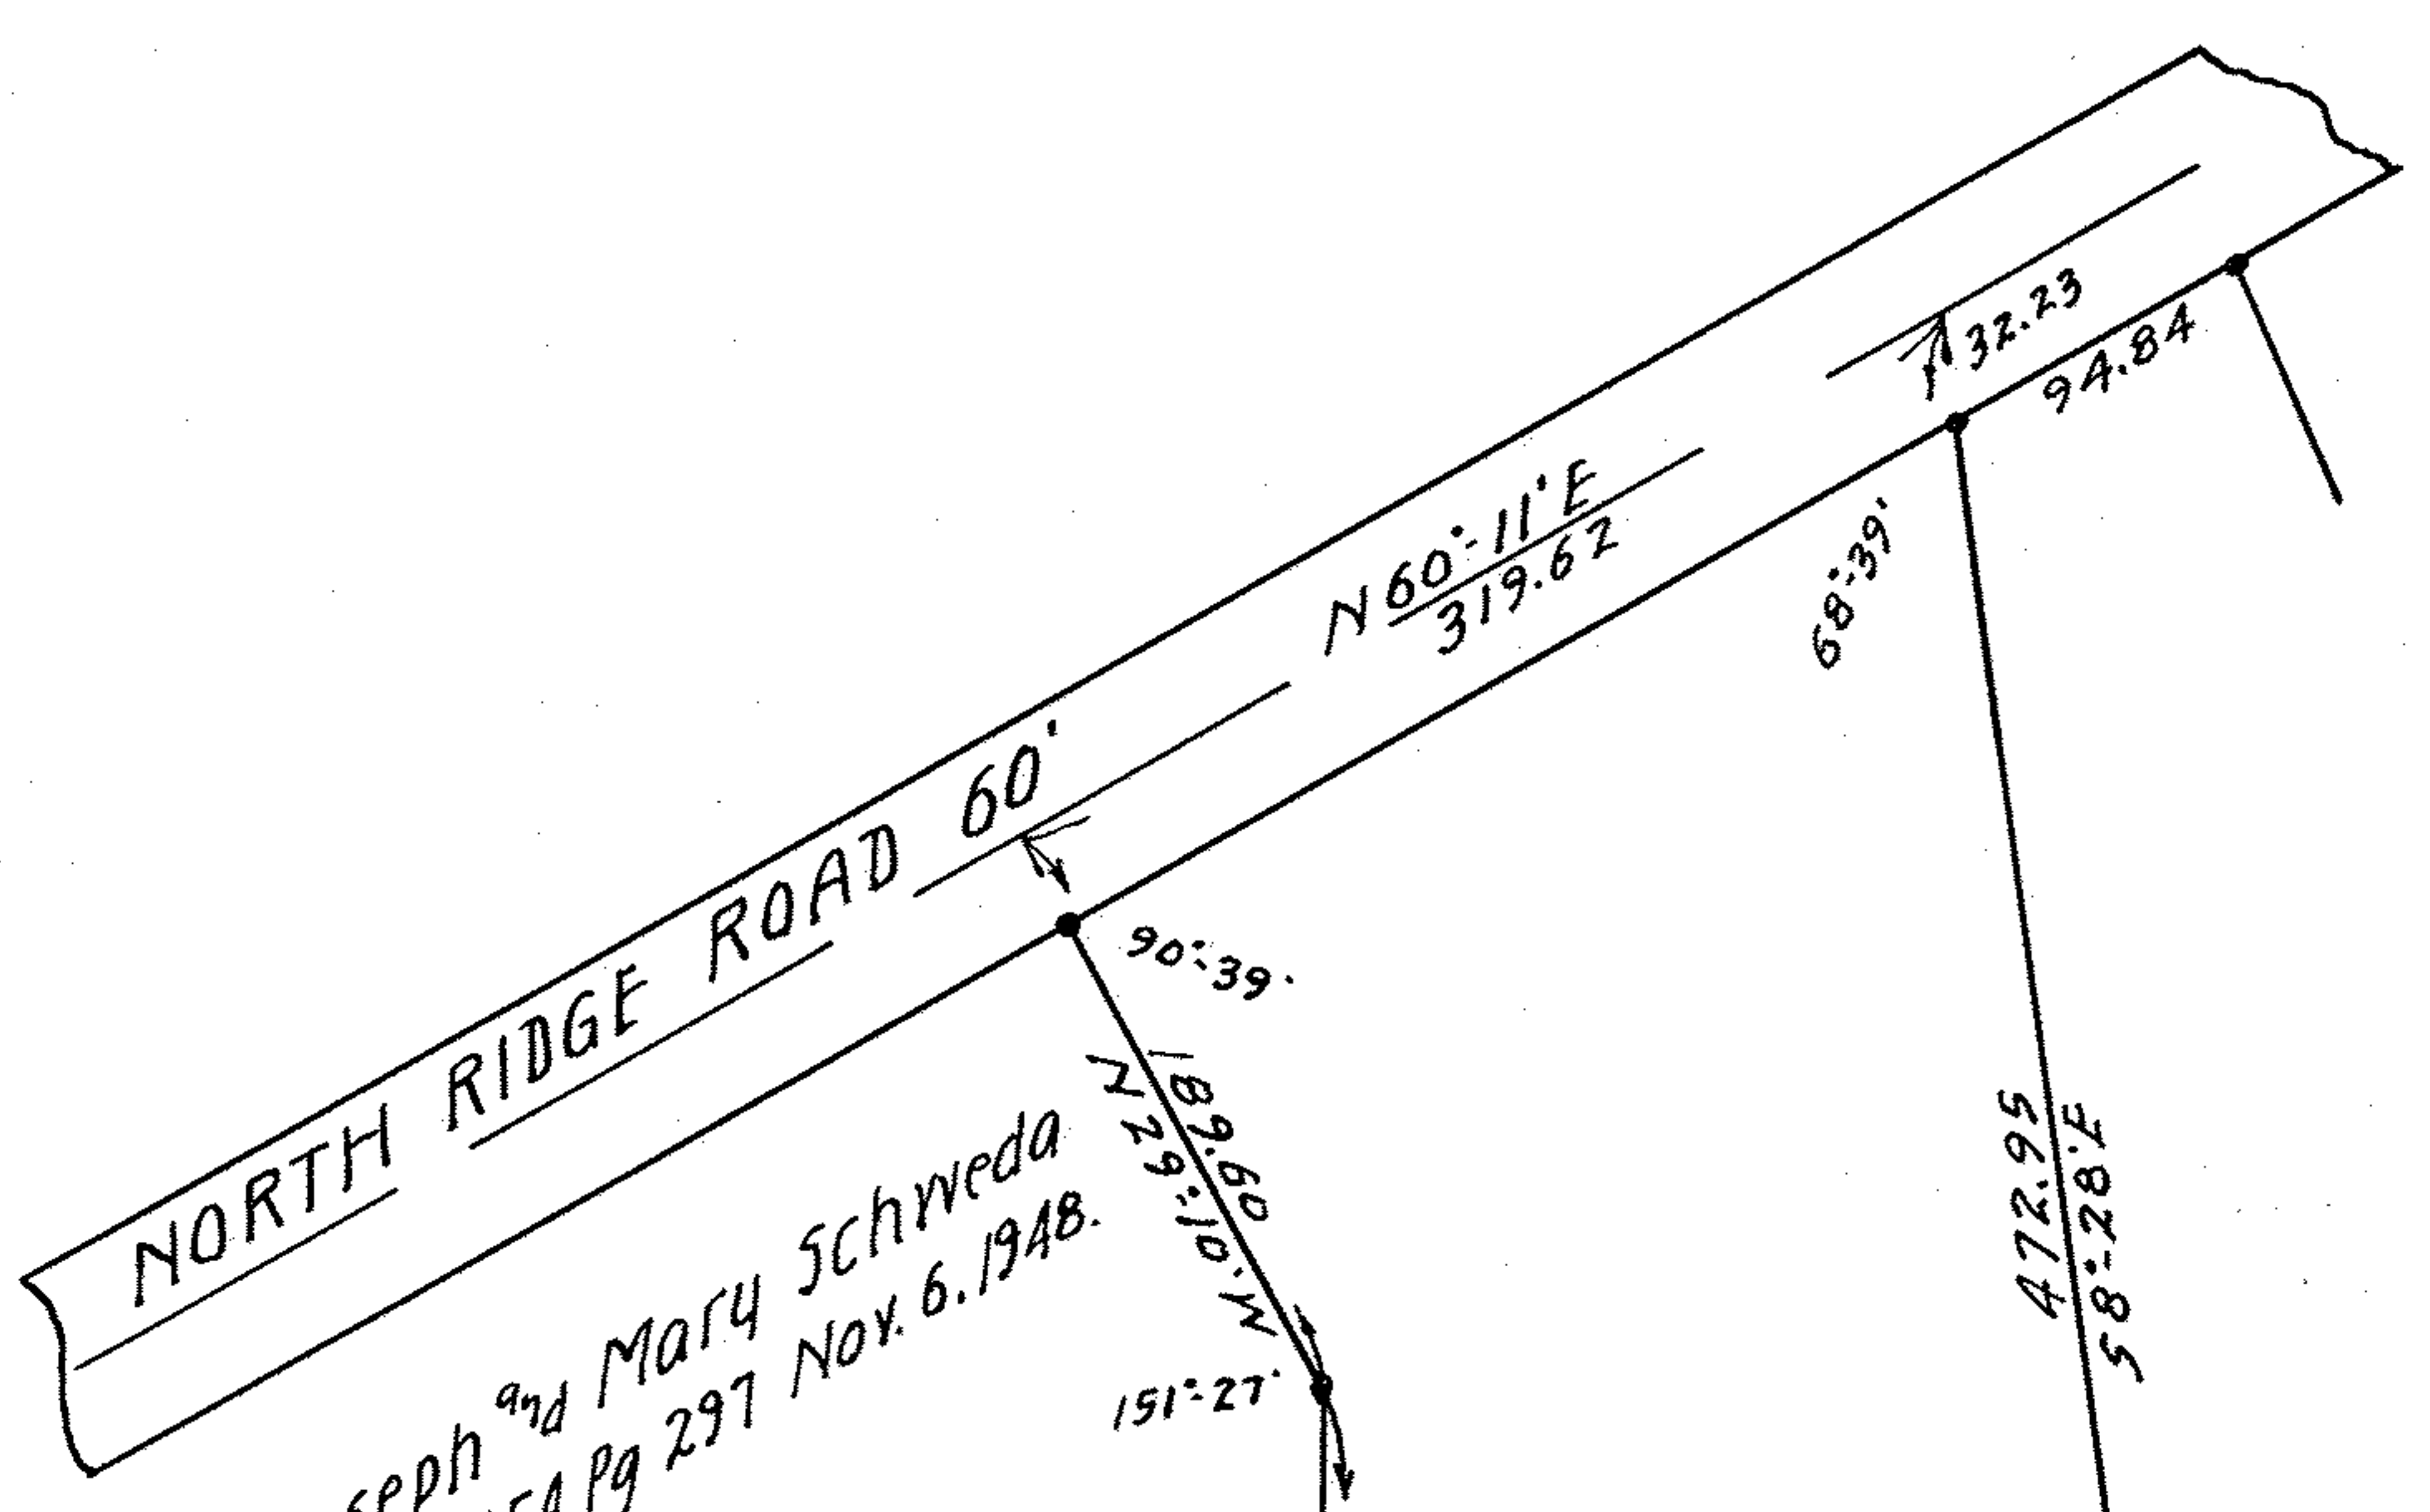 32.23
94.84
N 60°-11' E
319.62
68°-39'
NORTH RIDGE ROAD 60'
90°-39'
189.60
N 29°-10' W
472.95
S 8°-28' E
151°-27'
and Mary Schweda
Pg 297 Nov. 6. 1948.